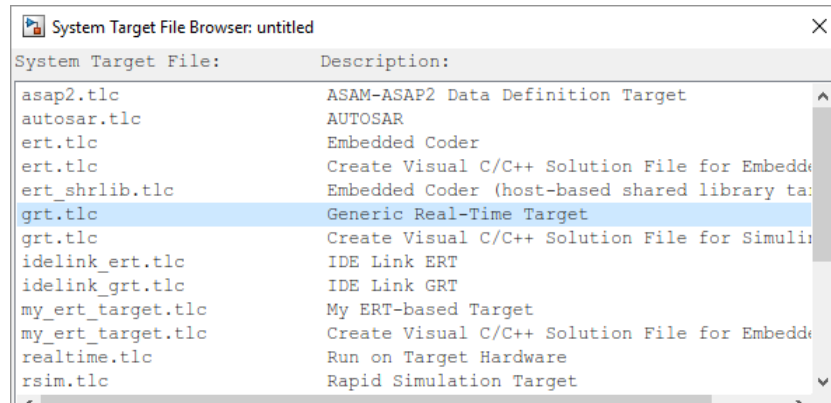 System Target File Browser: untitled
System Target File: Description:
asap2.tlc ASAM-ASAP2 Data Definition Target
autosar.tlc AUTOSAR
ert.tlc Embedded Coder
ert.tlc Create Visual C/C++ Solution File for Embedde
ert_shrlib.tlc Embedded Coder (host-based shared library ta
grt.tlc Generic Real-Time Target
grt.tlc Create Visual C/C++ Solution File for Simulin
idelink_ert.tlc IDE Link ERT
idelink_grt.tlc IDE Link GRT
my_ert_target.tlc My ERT-based Target
my_ert_target.tlc Create Visual C/C++ Solution File for Embedde
realtime.tlc Run on Target Hardware
rsim.tlc Rapid Simulation Target